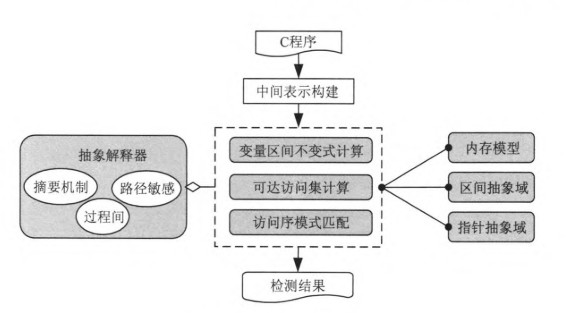 C程序
中间表示构建
抽象解释器
摘要机制
路径敏感
过程间
变量区间不变式计算
可达访问集计算
访问序模式匹配
内存模型
区间抽象域
指针抽象域
检测结果